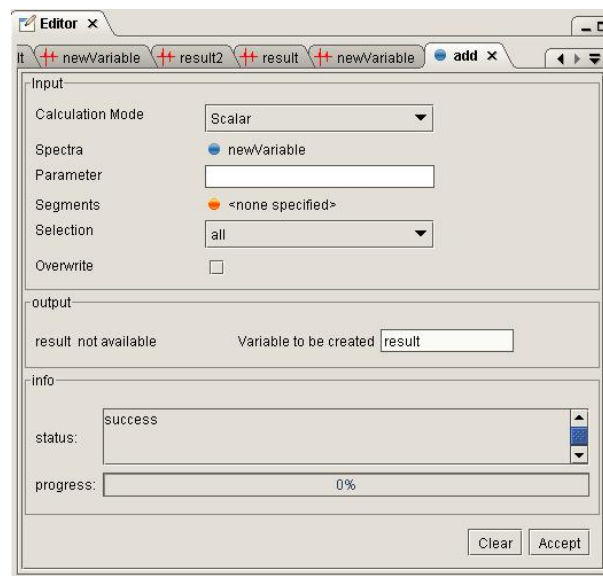 Editor
lt newVariable result2 result newVariable add
Input
Calculation Mode Scalar
Spectra newVariable
Parameter
Segments <none specified>
Selection all
Overwrite
output
result not available Variable to be created result
info
status: success
progress: 0%
Clear Accept